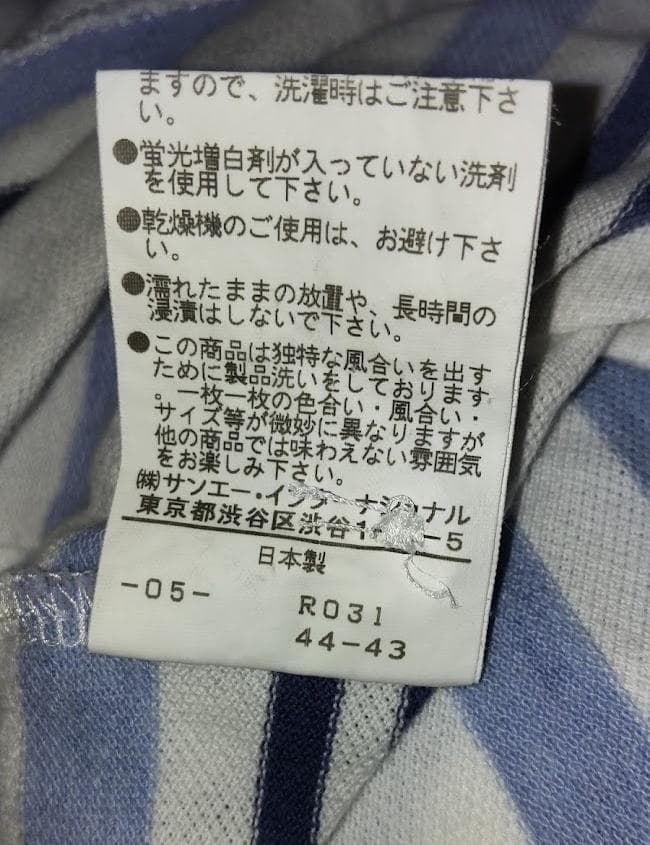 ますので、洗濯時はご注意下さ
い。
●蛍光増白剤が入っていない洗剤
を使用して下さい。
●乾燥機のご使用は、お避け下さ
い。
●濡れたままの放置や、長時間の
浸漬はしないで下さい。
●この商品は独特な風合いを出す
ために製品洗いをしております
。一枚一枚の色合い・風合い・
サイズ等が微妙に異なりますが
他の商品では味わえない雰囲気
をお楽しみ下さい。
㈱サンエー・インターナショナル
東京都渋谷区渋谷1 -5
日本製
-05- R031
44-43